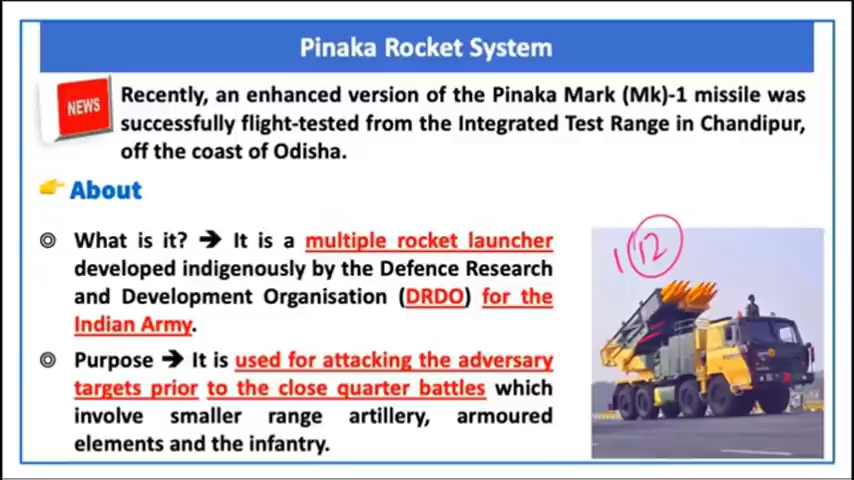 Pinaka Rocket System
NEWS
Recently, an enhanced version of the Pinaka Mark (Mk)-1 missile was
successfully flight-tested from the Integrated Test Range in Chandipur,
off the coast of Odisha.
About
What is it? → It is a multiple rocket launcher
developed indigenously by the Defence Research
and Development Organisation (DRDO) for the
Indian Army.
Purpose → It is used for attacking the adversary
targets prior to the close quarter battles which
involve smaller range artillery, armoured
elements and the infantry.
1 12